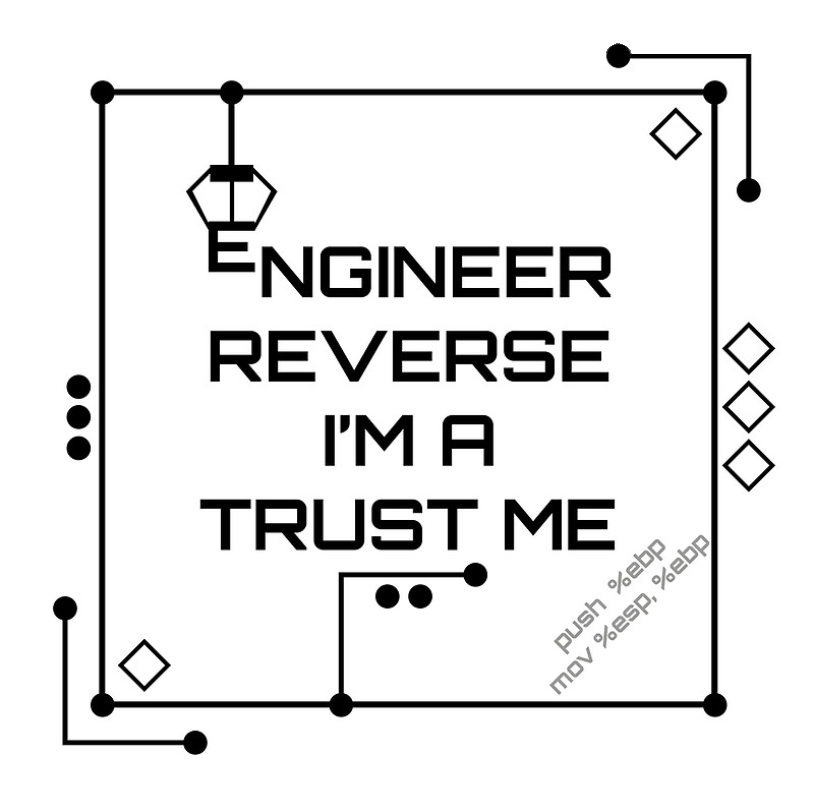 ENGINEER
REVERSE
I'M A
TRUST ME
push %ebp
mov %esp, %ebp